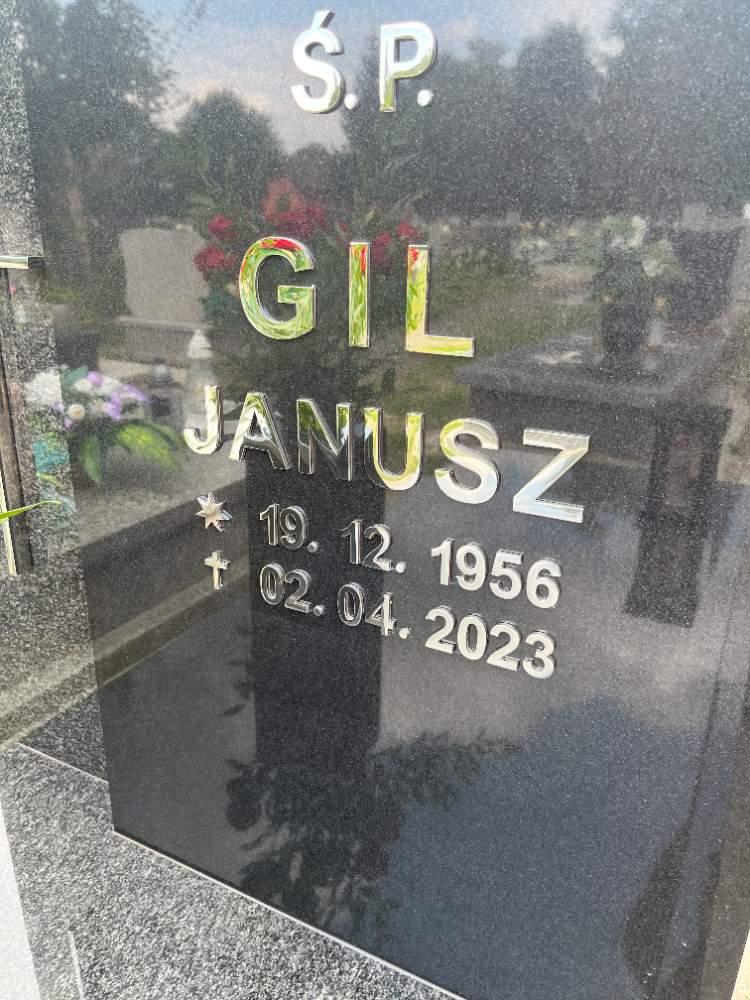 Ś.P.
GIL
JANUSZ
19. 12. 1956
02. 04. 2023